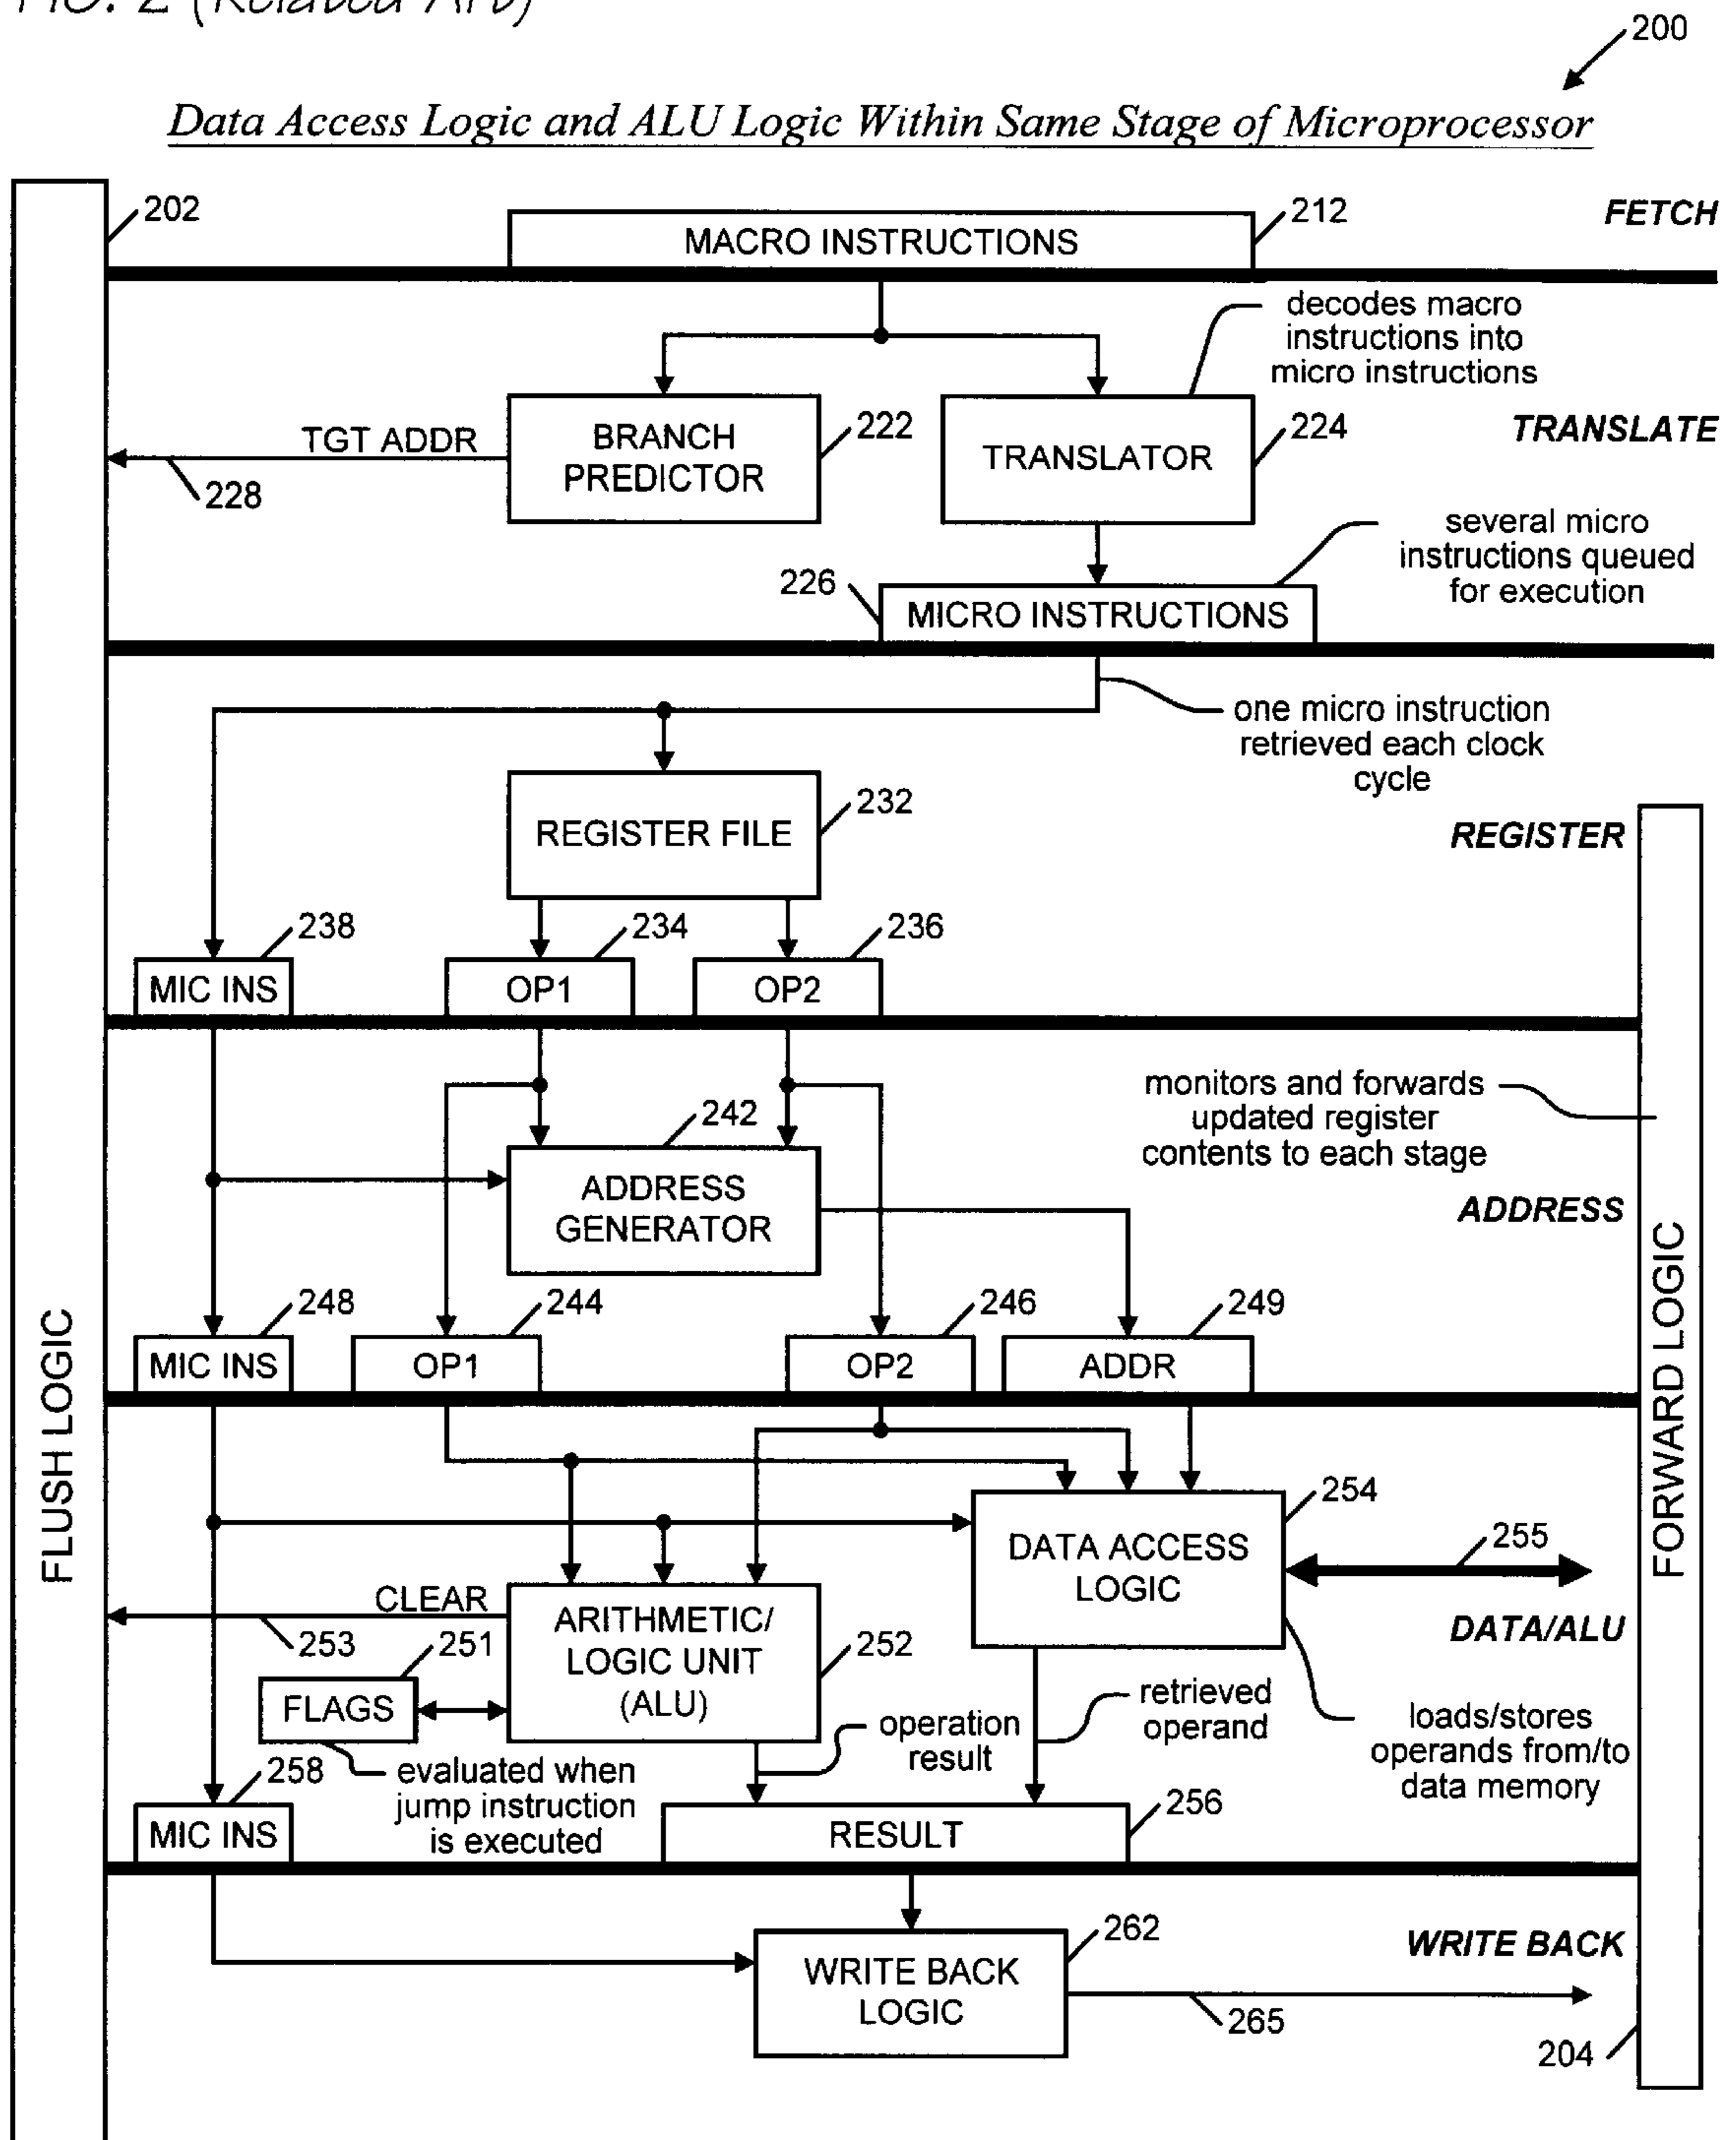 FIG. 2 (Related Art)
200
Data Access Logic and ALU Logic Within Same Stage of Microprocessor
202
MACRO INSTRUCTIONS
212
FETCH
decodes macro
instructions into
micro instructions
TGT ADDR
228
BRANCH
PREDICTOR
222
TRANSLATOR
224
TRANSLATE
several micro
instructions queued
for execution
226
MICRO INSTRUCTIONS
one micro instruction
retrieved each clock
cycle
REGISTER FILE
232
REGISTER
238
234
236
MIC INS
OP1
OP2
monitors and forwards
updated register
contents to each stage
242
ADDRESS
GENERATOR
ADDRESS
248
244
246
249
MIC INS
OP1
OP2
ADDR
FLUSH LOGIC
FORWARD LOGIC
254
DATA ACCESS
LOGIC
255
CLEAR
253
251
ARITHMETIC/
LOGIC UNIT
(ALU)
252
DATA/ALU
FLAGS
retrieved
operand
operation
result
loads/stores
operands from/to
data memory
258
evaluated when
jump instruction
is executed
MIC INS
RESULT
256
262
WRITE BACK
LOGIC
WRITE BACK
265
204